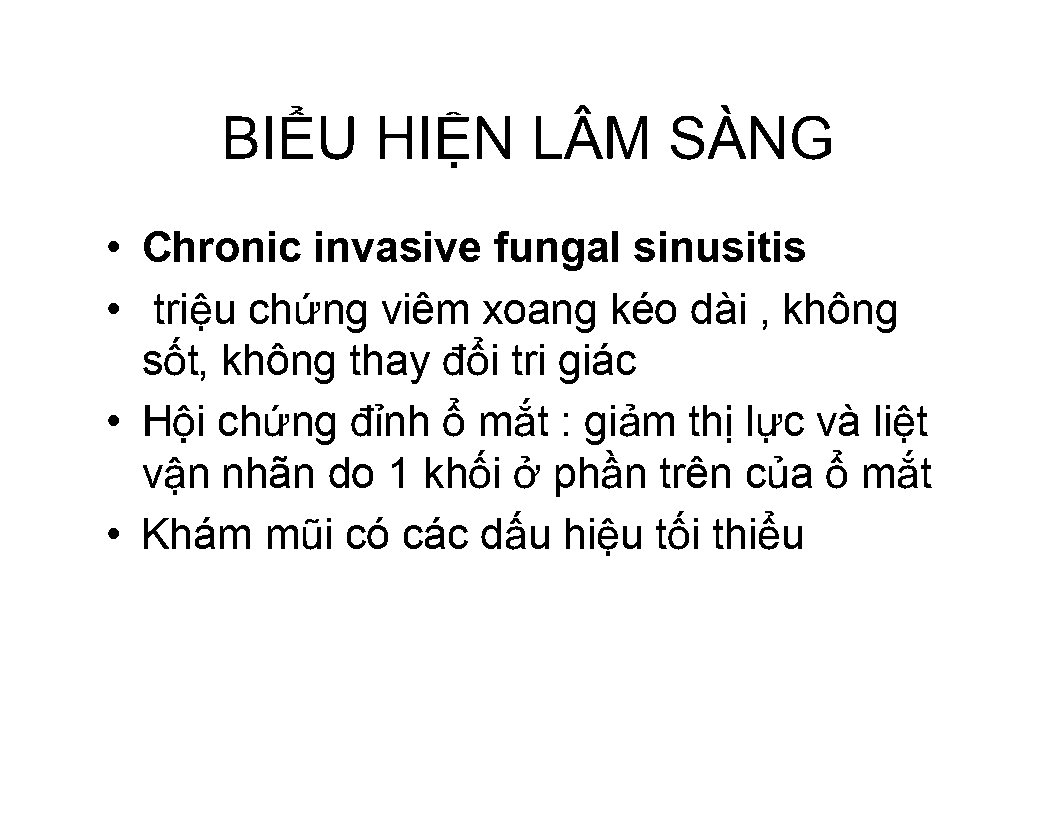 BIỂU HIỆN LÂM SÀNG
• Chronic invasive fungal sinusitis
• triệu chứng viêm xoang kéo dài , không
sốt, không thay đổi tri giác
• Hội chứng đỉnh ổ mắt : giảm thị lực và liệt
vận nhãn do 1 khối ở phần trên của ổ mắt
• Khám mũi có các dấu hiệu tối thiểu